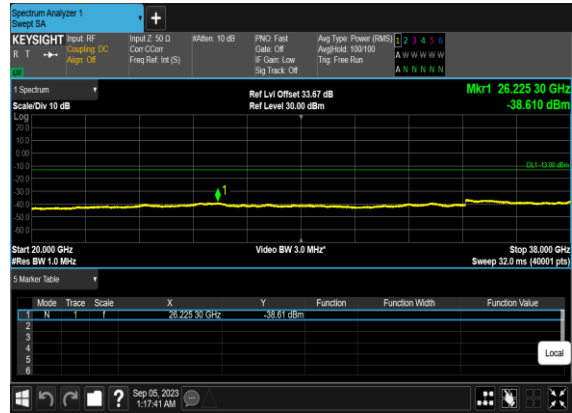 Spectrum Analyzer 1
Swept SA
+
KEYSIGHT
R T
LW
Input: RF
Coupling: DC
Align: Off
Input Z: 50 Ω
Corr CCorr
Freq Ref: Int (S)
#Atten: 10 dB
PNO: Fast
Gate: Off
IF Gain: Low
Sig Track: Off
Avg Type: Power (RMS)
Avg|Hold: 100/100
Trig: Free Run
1 2 3 4 5 6
A W W W W W
A N N N N N
1 Spectrum
Scale/Div 10 dB
Ref Lvl Offset 33.67 dB
Ref Level 30.00 dBm
Mkr1 26.225 30 GHz
-38.610 dBm
Log
20.0
10.0
0.00
-10.0
-20.0
-30.0
-40.0
-50.0
-60.0
DL1 -13.00 dBm
1
Start 20.000 GHz
#Res BW 1.0 MHz
Video BW 3.0 MHz*
Stop 38.000 GHz
Sweep 32.0 ms (40001 pts)
5 Marker Table
Mode Trace Scale X Y Function Function Width Function Value
1 N 1 f 26.225 30 GHz -38.61 dBm
2
3
4
5
6
Local
?
Sep 05, 2023
1:17:41 AM